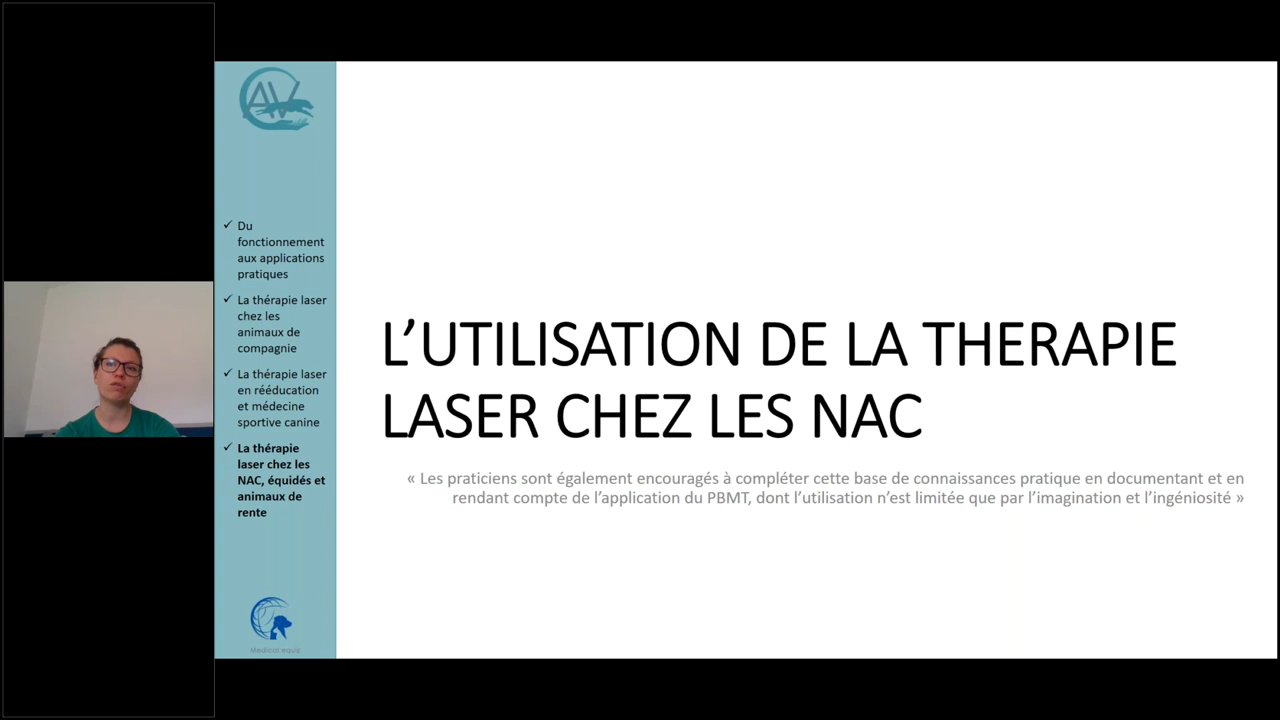 AV
✓ Du
fonctionnement
aux applications
pratiques
✓ La thérapie laser
chez les
animaux de
compagnie
✓ La thérapie laser
en rééducation
et médecine
sportive canine
✓ La thérapie
laser chez les
NAC, équidés et
animaux de
rente
Medical equip
L’UTILISATION DE LA THERAPIE
LASER CHEZ LES NAC
« Les praticiens sont également encouragés à compléter cette base de connaissances pratique en documentant et en
rendant compte de l’application du PBMT, dont l’utilisation n’est limitée que par l’imagination et l’ingéniosité »